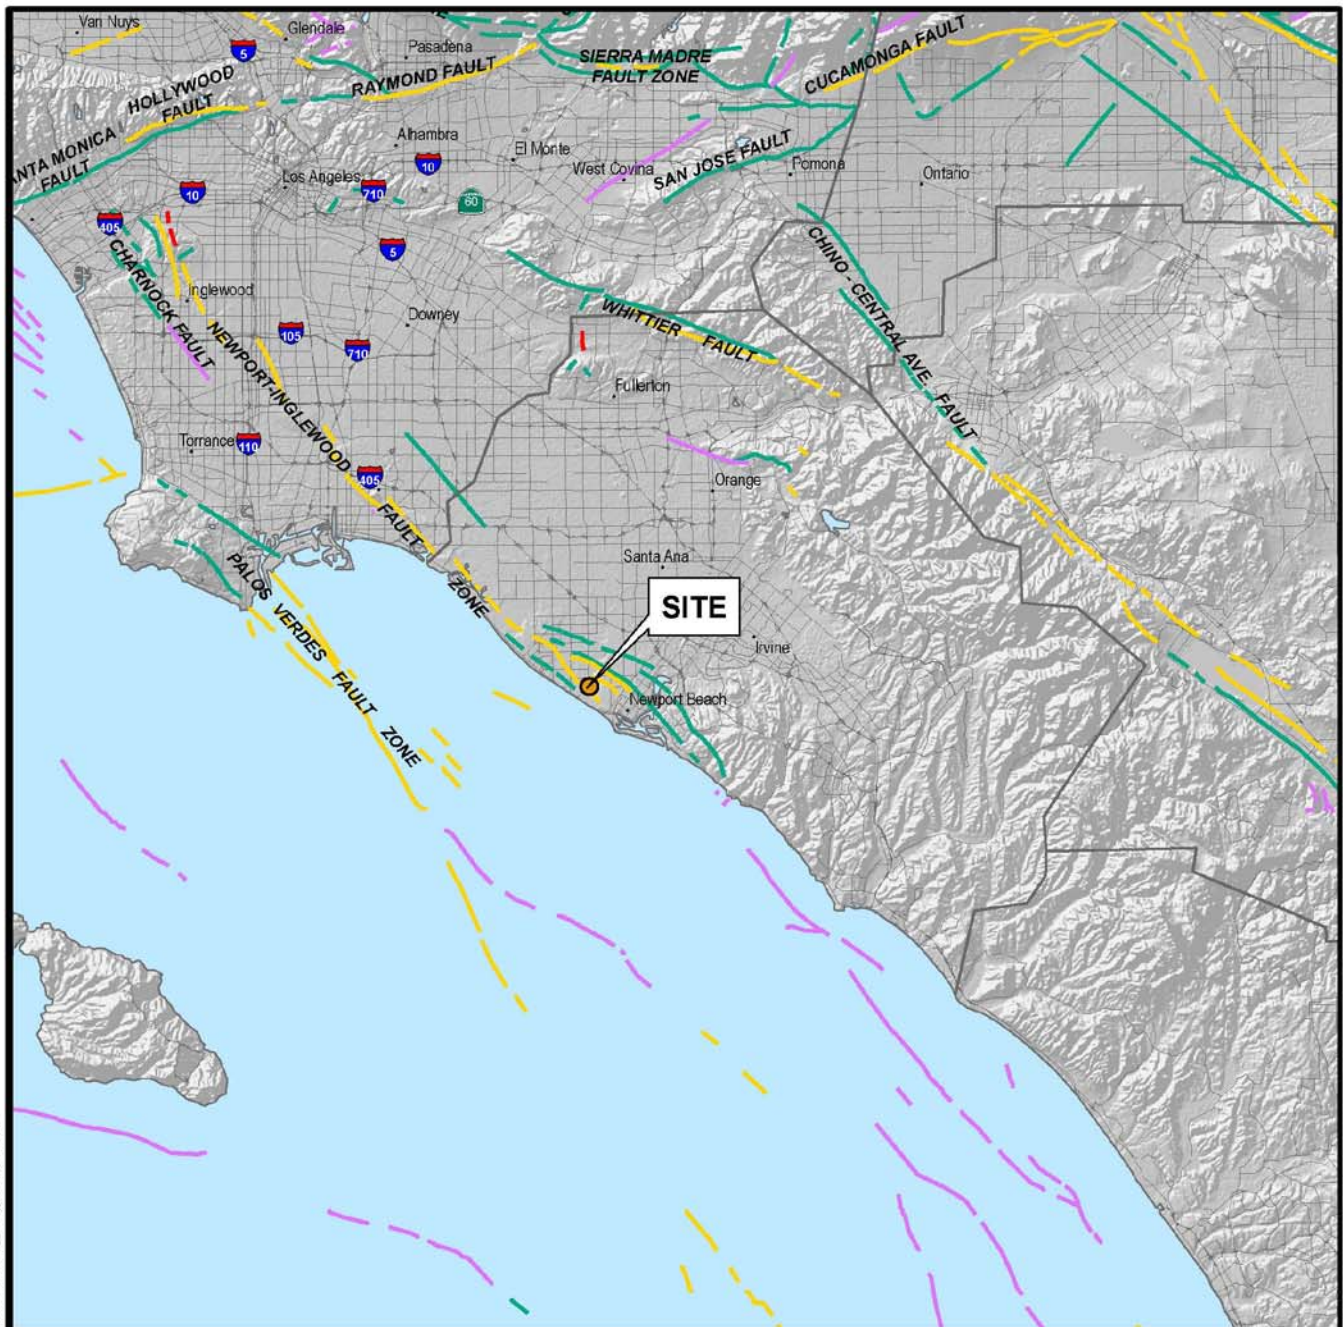 Van Nuys
Glendale
5
Pasadena
SIERRA MADRE
FAULT ZONE
CUCAMONGA FAULT
HOLLYWOOD
FAULT
RAYMOND FAULT
ANTA MONICA
FAULT
Alhambra
10
El Monte
West Covina
SAN JOSE FAULT
Pomona
Ontario
Los Angeles
710
10
60
405
5
CHARNOCK FAULT
Inglewood
CHINO - CENTRAL AVE. FAULT
105
Downey
WHITTIER FAULT
710
NEWPORT-INGLEWOOD FAULT ZONE
Fullerton
Torrance
110
405
Orange
Santa Ana
PALOS VERDES FAULT ZONE
SITE
Irvine
Newport Beach